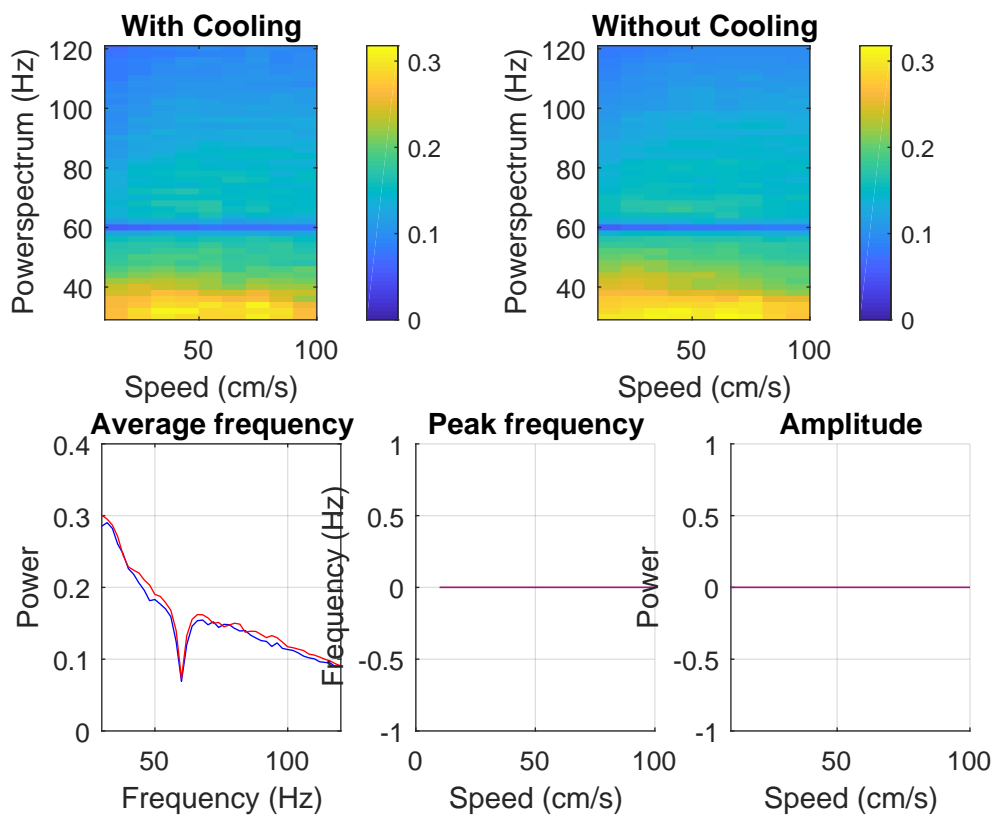 With Cooling
Powerspectrum (Hz)
120
100
80
60
40
50
100
Speed (cm/s)
0.3
0.2
0.1
0
Without Cooling
Powerspectrum (Hz)
120
100
80
60
40
50
100
Speed (cm/s)
0.3
0.2
0.1
0
Average frequency
Power
0.4
0.3
0.2
0.1
0
50
100
Frequency (Hz)
Peak frequency
Frequency (Hz)
1
0.5
0
-0.5
-1
0
50
100
Speed (cm/s)
Amplitude
Power
1
0.5
0
-0.5
-1
50
100
Speed (cm/s)